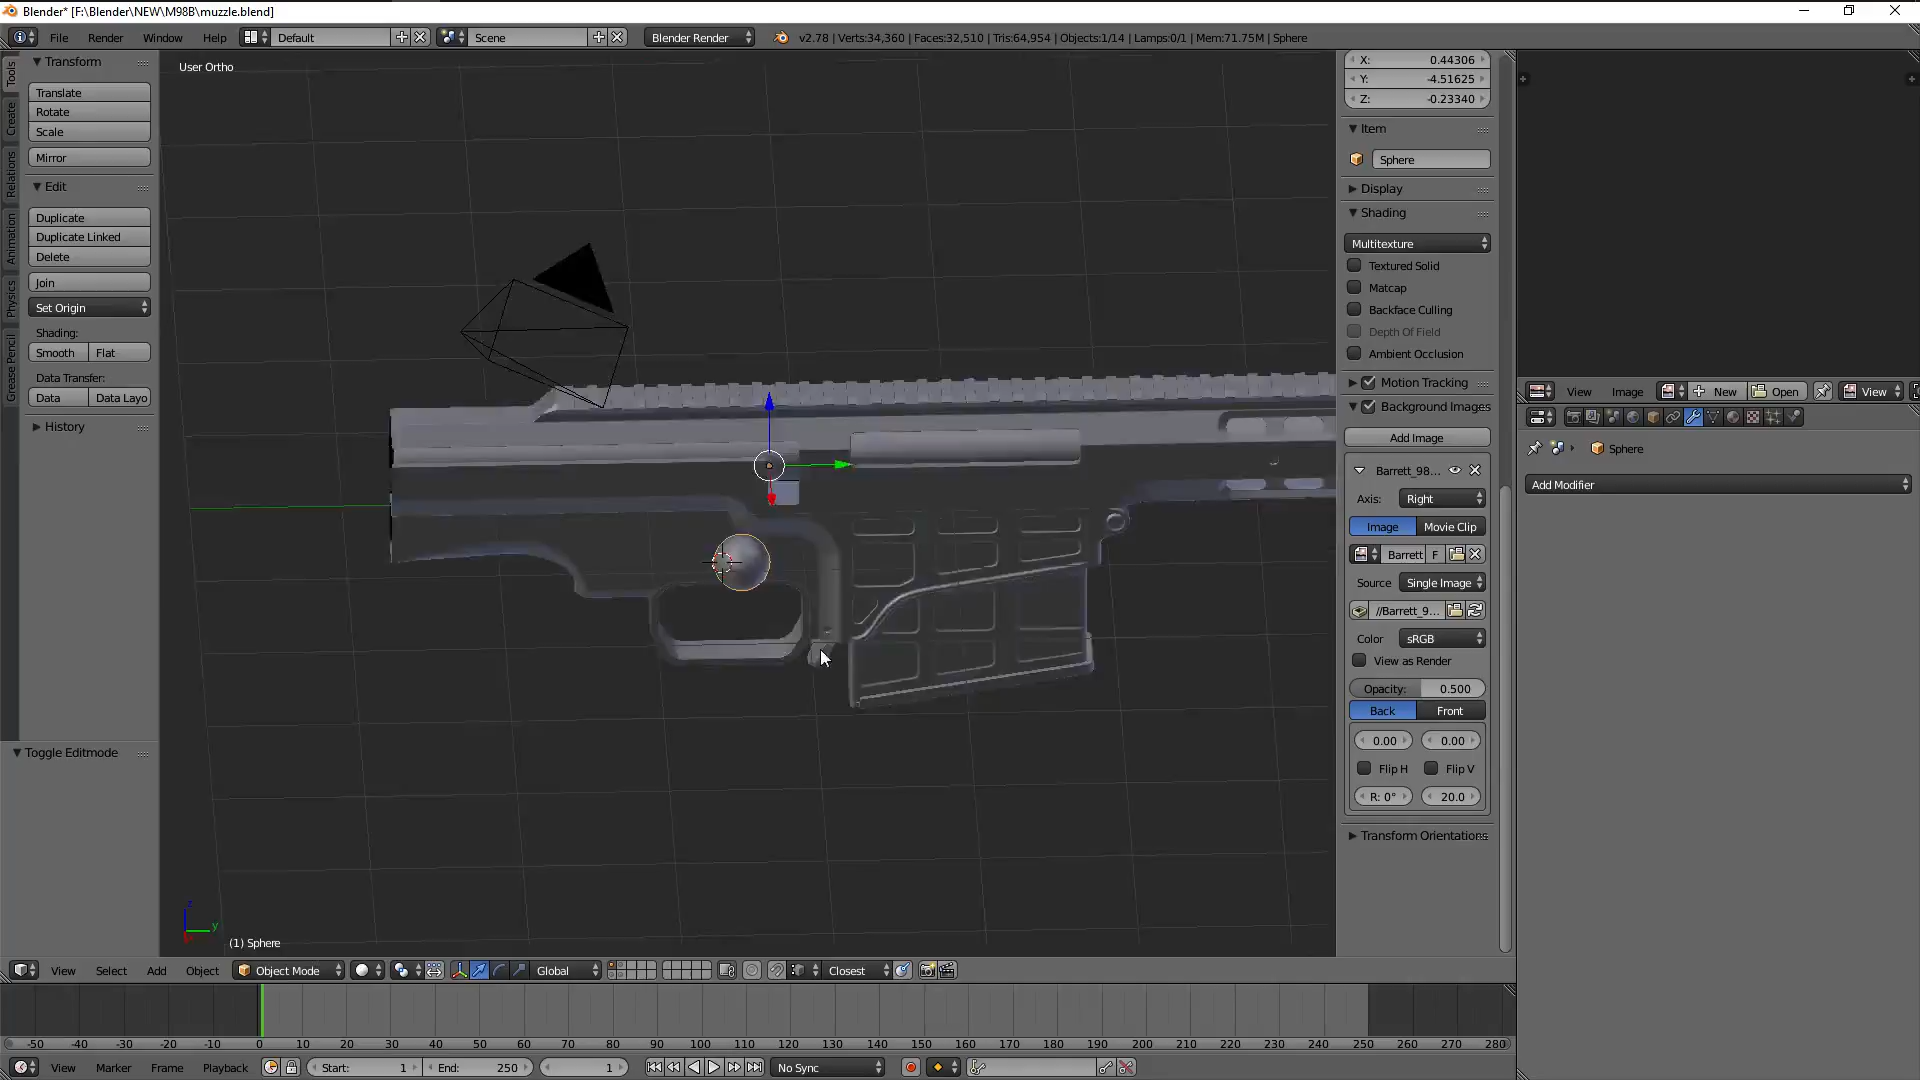 Blender* [F:\Blender\NEW\M98B\muzzle.blend]
File Render Window Help Default Scene Blender Render v2.78 | Verts:34,360 | Faces:32,510 | Tris:64,954 | Objects:1/14 | Lamps:0/1 | Mem:71.75M | Sphere
Tools
Create
Relations
Animation
Physics
Grease Pencil
Transform
Translate
Rotate
Scale
Mirror
Edit
Duplicate
Duplicate Linked
Delete
Join
Set Origin
Shading:
Smooth Flat
Data Transfer:
Data Data Layo
History
Toggle Editmode
User Ortho
z
y
(1) Sphere
X: 0.44306
Y: -4.51625
Z: -0.23340
Item
Sphere
Display
Shading
Multitexture
Textured Solid
Matcap
Backface Culling
Depth Of Field
Ambient Occlusion
Motion Tracking
Background Images
Add Image
Barrett_98...
Axis: Right
Image Movie Clip
Barrett F
Source Single Image
//Barrett_9...
Color sRGB
View as Render
Opacity: 0.500
Back Front
0.00 0.00
Flip H Flip V
R: 0° 20.0
Transform Orientations
View Image New Open View
Sphere
Add Modifier
View Select Add Object Object Mode Global Closest
-50 -40 -30 -20 -10 0 10 20 30 40 50 60 70 80 90 100 110 120 130 140 150 160 170 180 190 200 210 220 230 240 250 260 270 280
View Marker Frame Playback Start: 1 End: 250 1 No Sync